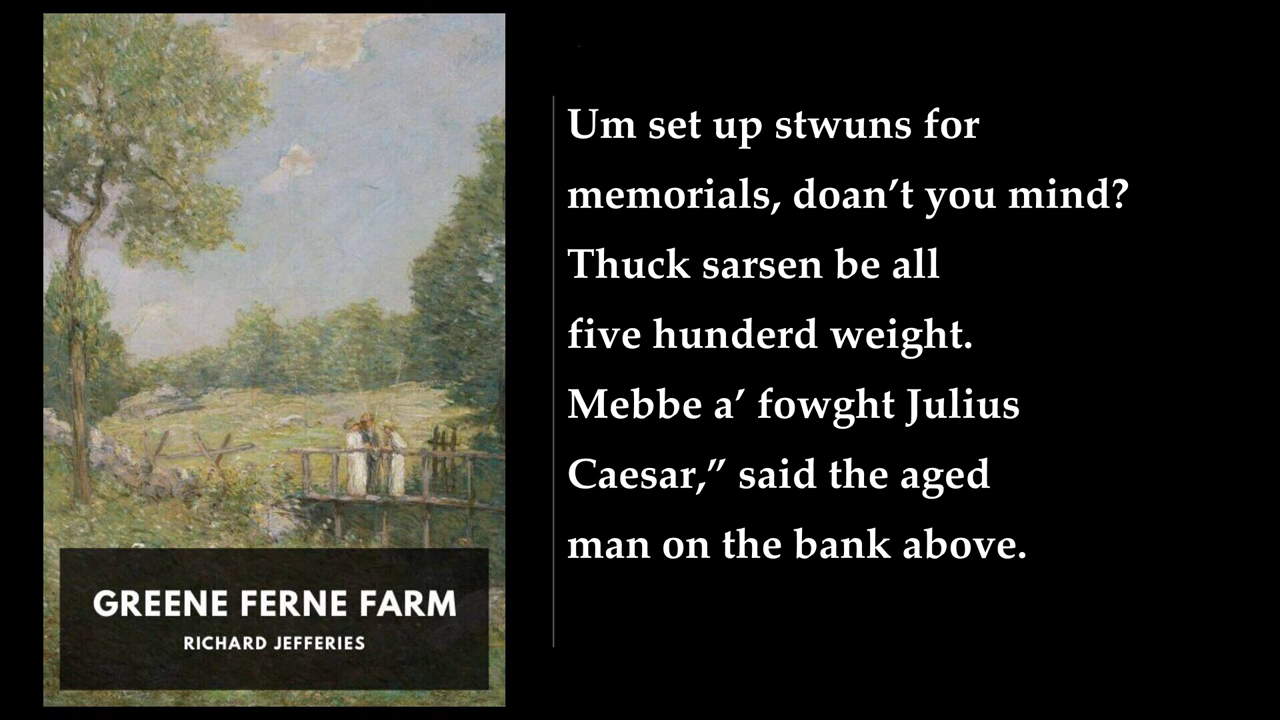 Um set up stwuns for
memorials, doan’t you mind?
Thuck sarsen be all
five hunderd weight.
Mebbe a’ fowght Julius
Caesar,” said the aged
man on the bank above.
GREENE FERNE FARM
RICHARD JEFFERIES